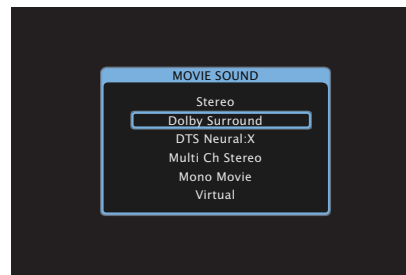 MOVIE SOUND
Stereo
Dolby Surround
DTS Neural:X
Multi Ch Stereo
Mono Movie
Virtual